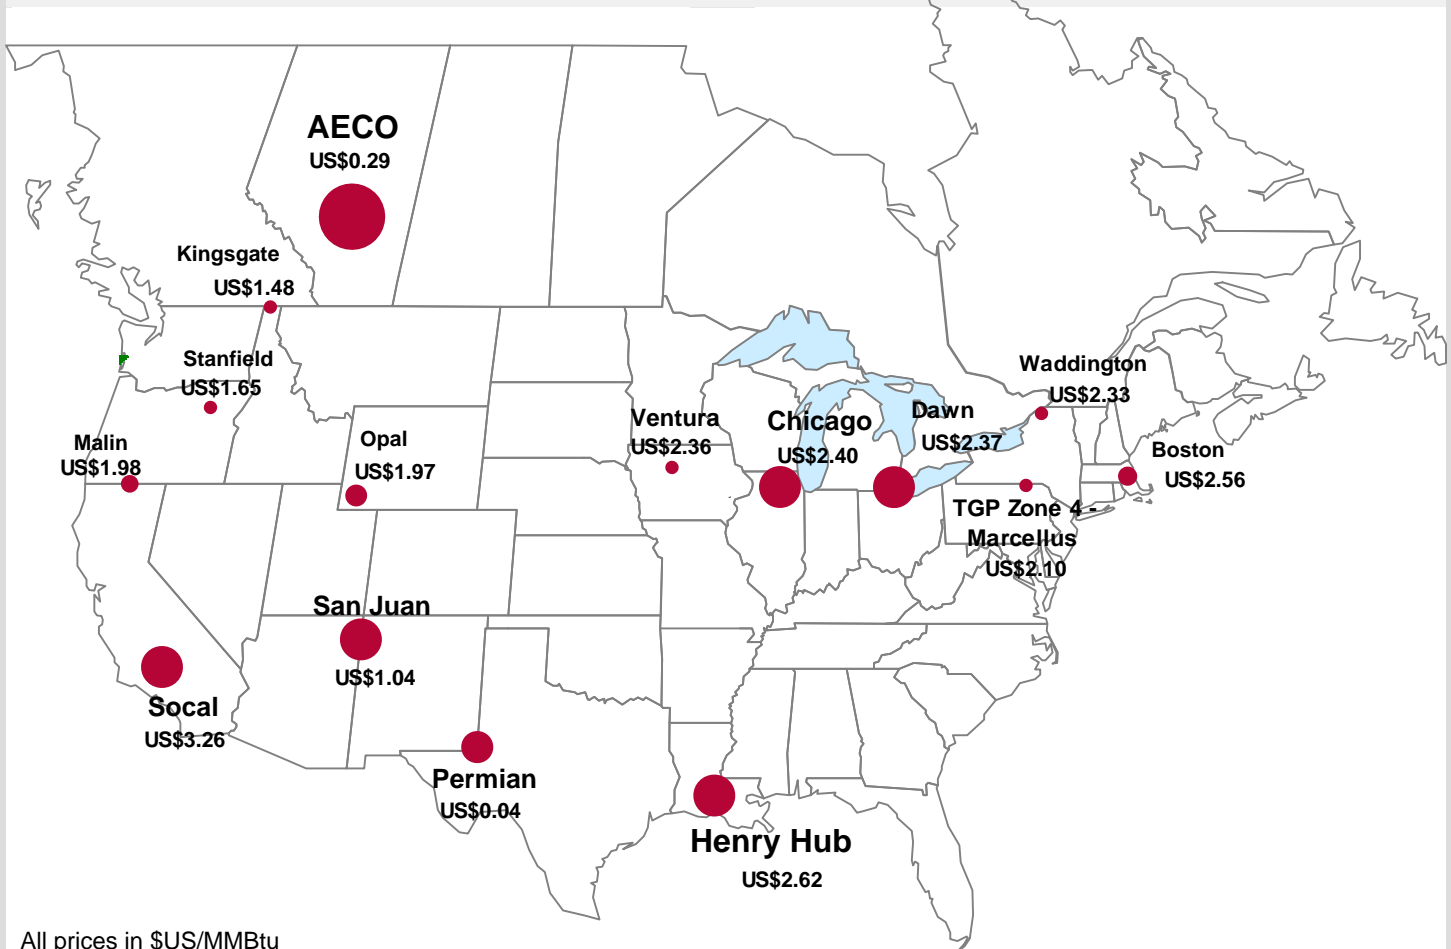 AECO
US$0.29
Kingsgate
US$1.48
Stanfield
US$1.65
Waddington
US$2.33
Ventura
US$2.36
Chicago
US$2.40
Dawn
US$2.37
Malin
US$1.98
Opal
US$1.97
Boston
US$2.56
TGP Zone 4 -
Marcellus
US$2.10
San Juan
US$1.04
Socal
US$3.26
Permian
US$0.04
Henry Hub
US$2.62
All prices in $US/MMBtu